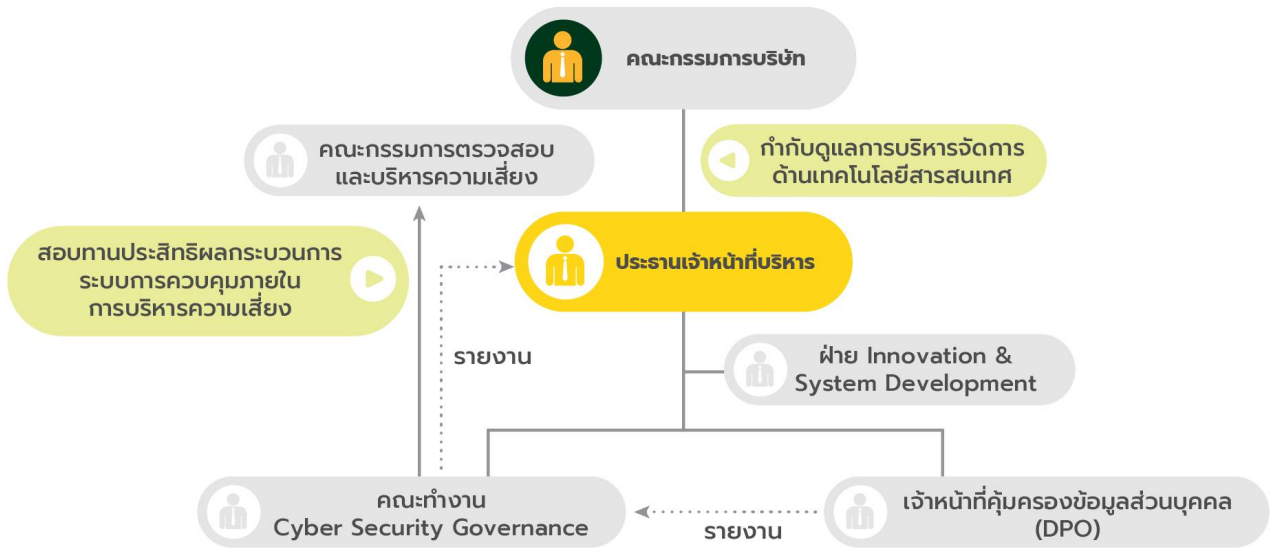 คณะกรรมการบริษัท
คณะกรรมการตรวจสอบ
และบริหารความเสี่ยง
กำกับดูแลการบริหารจัดการ
ด้านเทคโนโลยีสารสนเทศ
สอบทานประสิทธิผลกระบวนการ
ระบบการควบคุมภายใน
การบริหารความเสี่ยง
ประธานเจ้าหน้าที่บริหาร
รายงาน
ฝ่าย Innovation &
System Development
คณะทำงาน
Cyber Security Governance
รายงาน
เจ้าหน้าที่คุ้มครองข้อมูลส่วนบุคคล
(DPO)